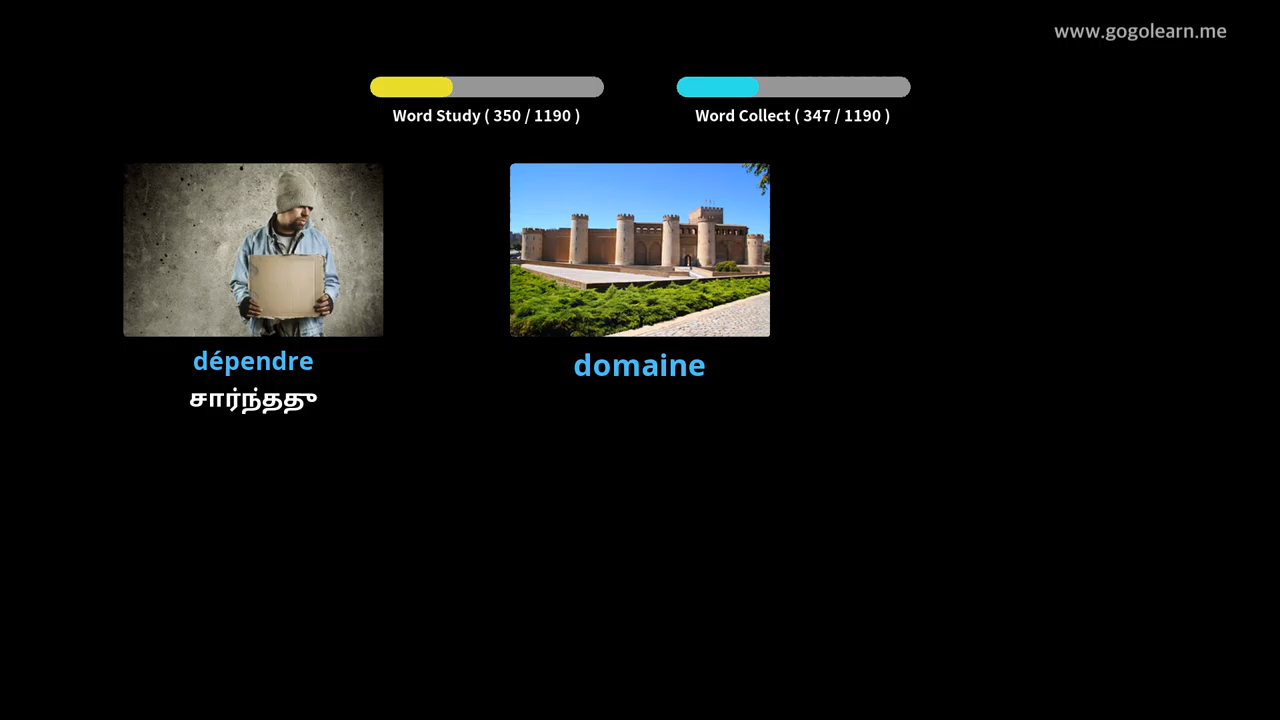 www.gogolearn.me
Word Study ( 350 / 1190 )
Word Collect ( 347 / 1190 )
dépendre
சார்ந்தது
domaine